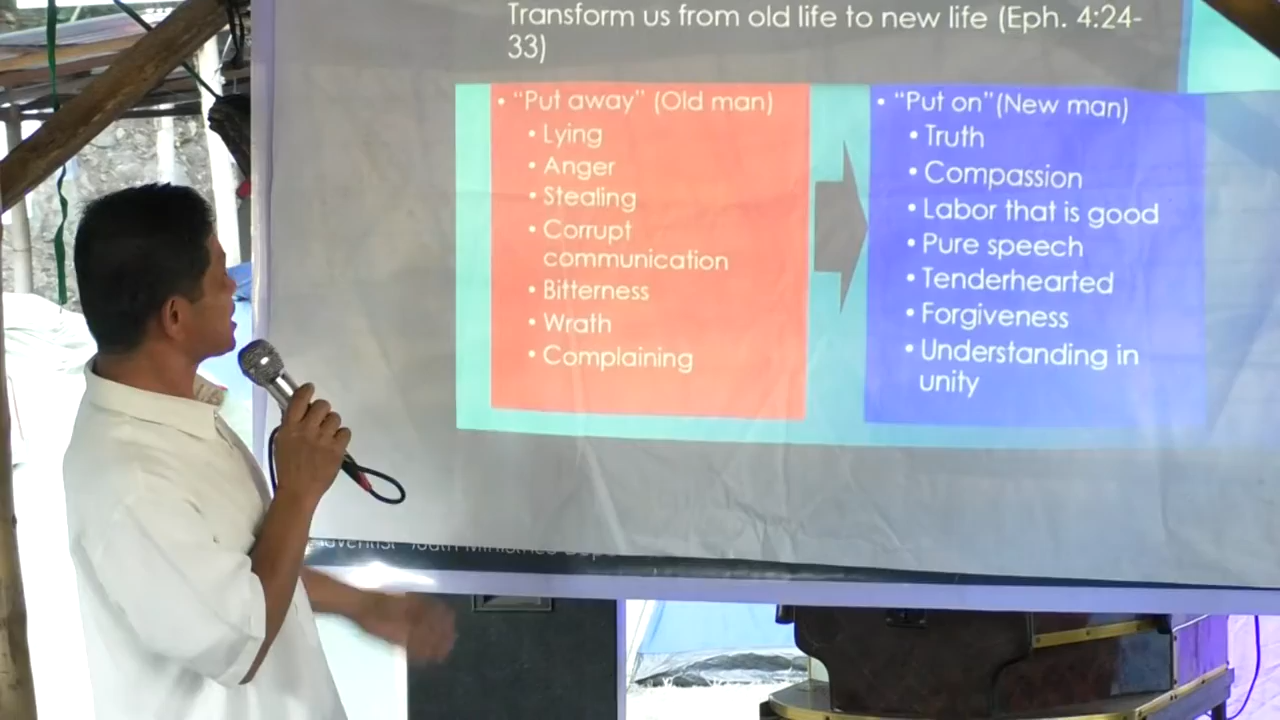 Transform us from old life to new life (Eph. 4:24-
33)
• “Put away” (Old man)
• Lying
• Anger
• Stealing
• Corrupt
communication
• Bitterness
• Wrath
• Complaining
• “Put on”(New man)
• Truth
• Compassion
• Labor that is good
• Pure speech
• Tenderhearted
• Forgiveness
• Understanding in
unity